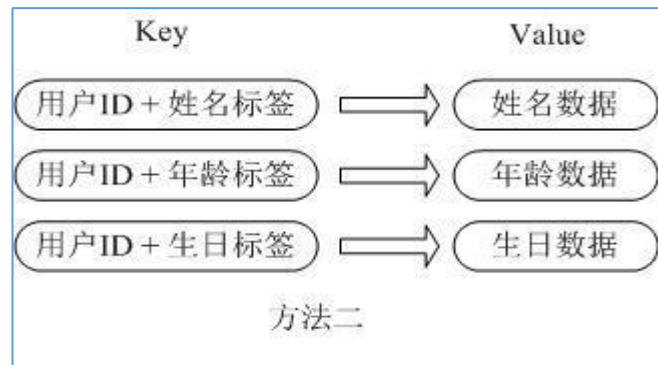 Key Value
用户ID + 姓名标签 姓名数据
用户ID + 年龄标签 年龄数据
用户ID + 生日标签 生日数据
方法二